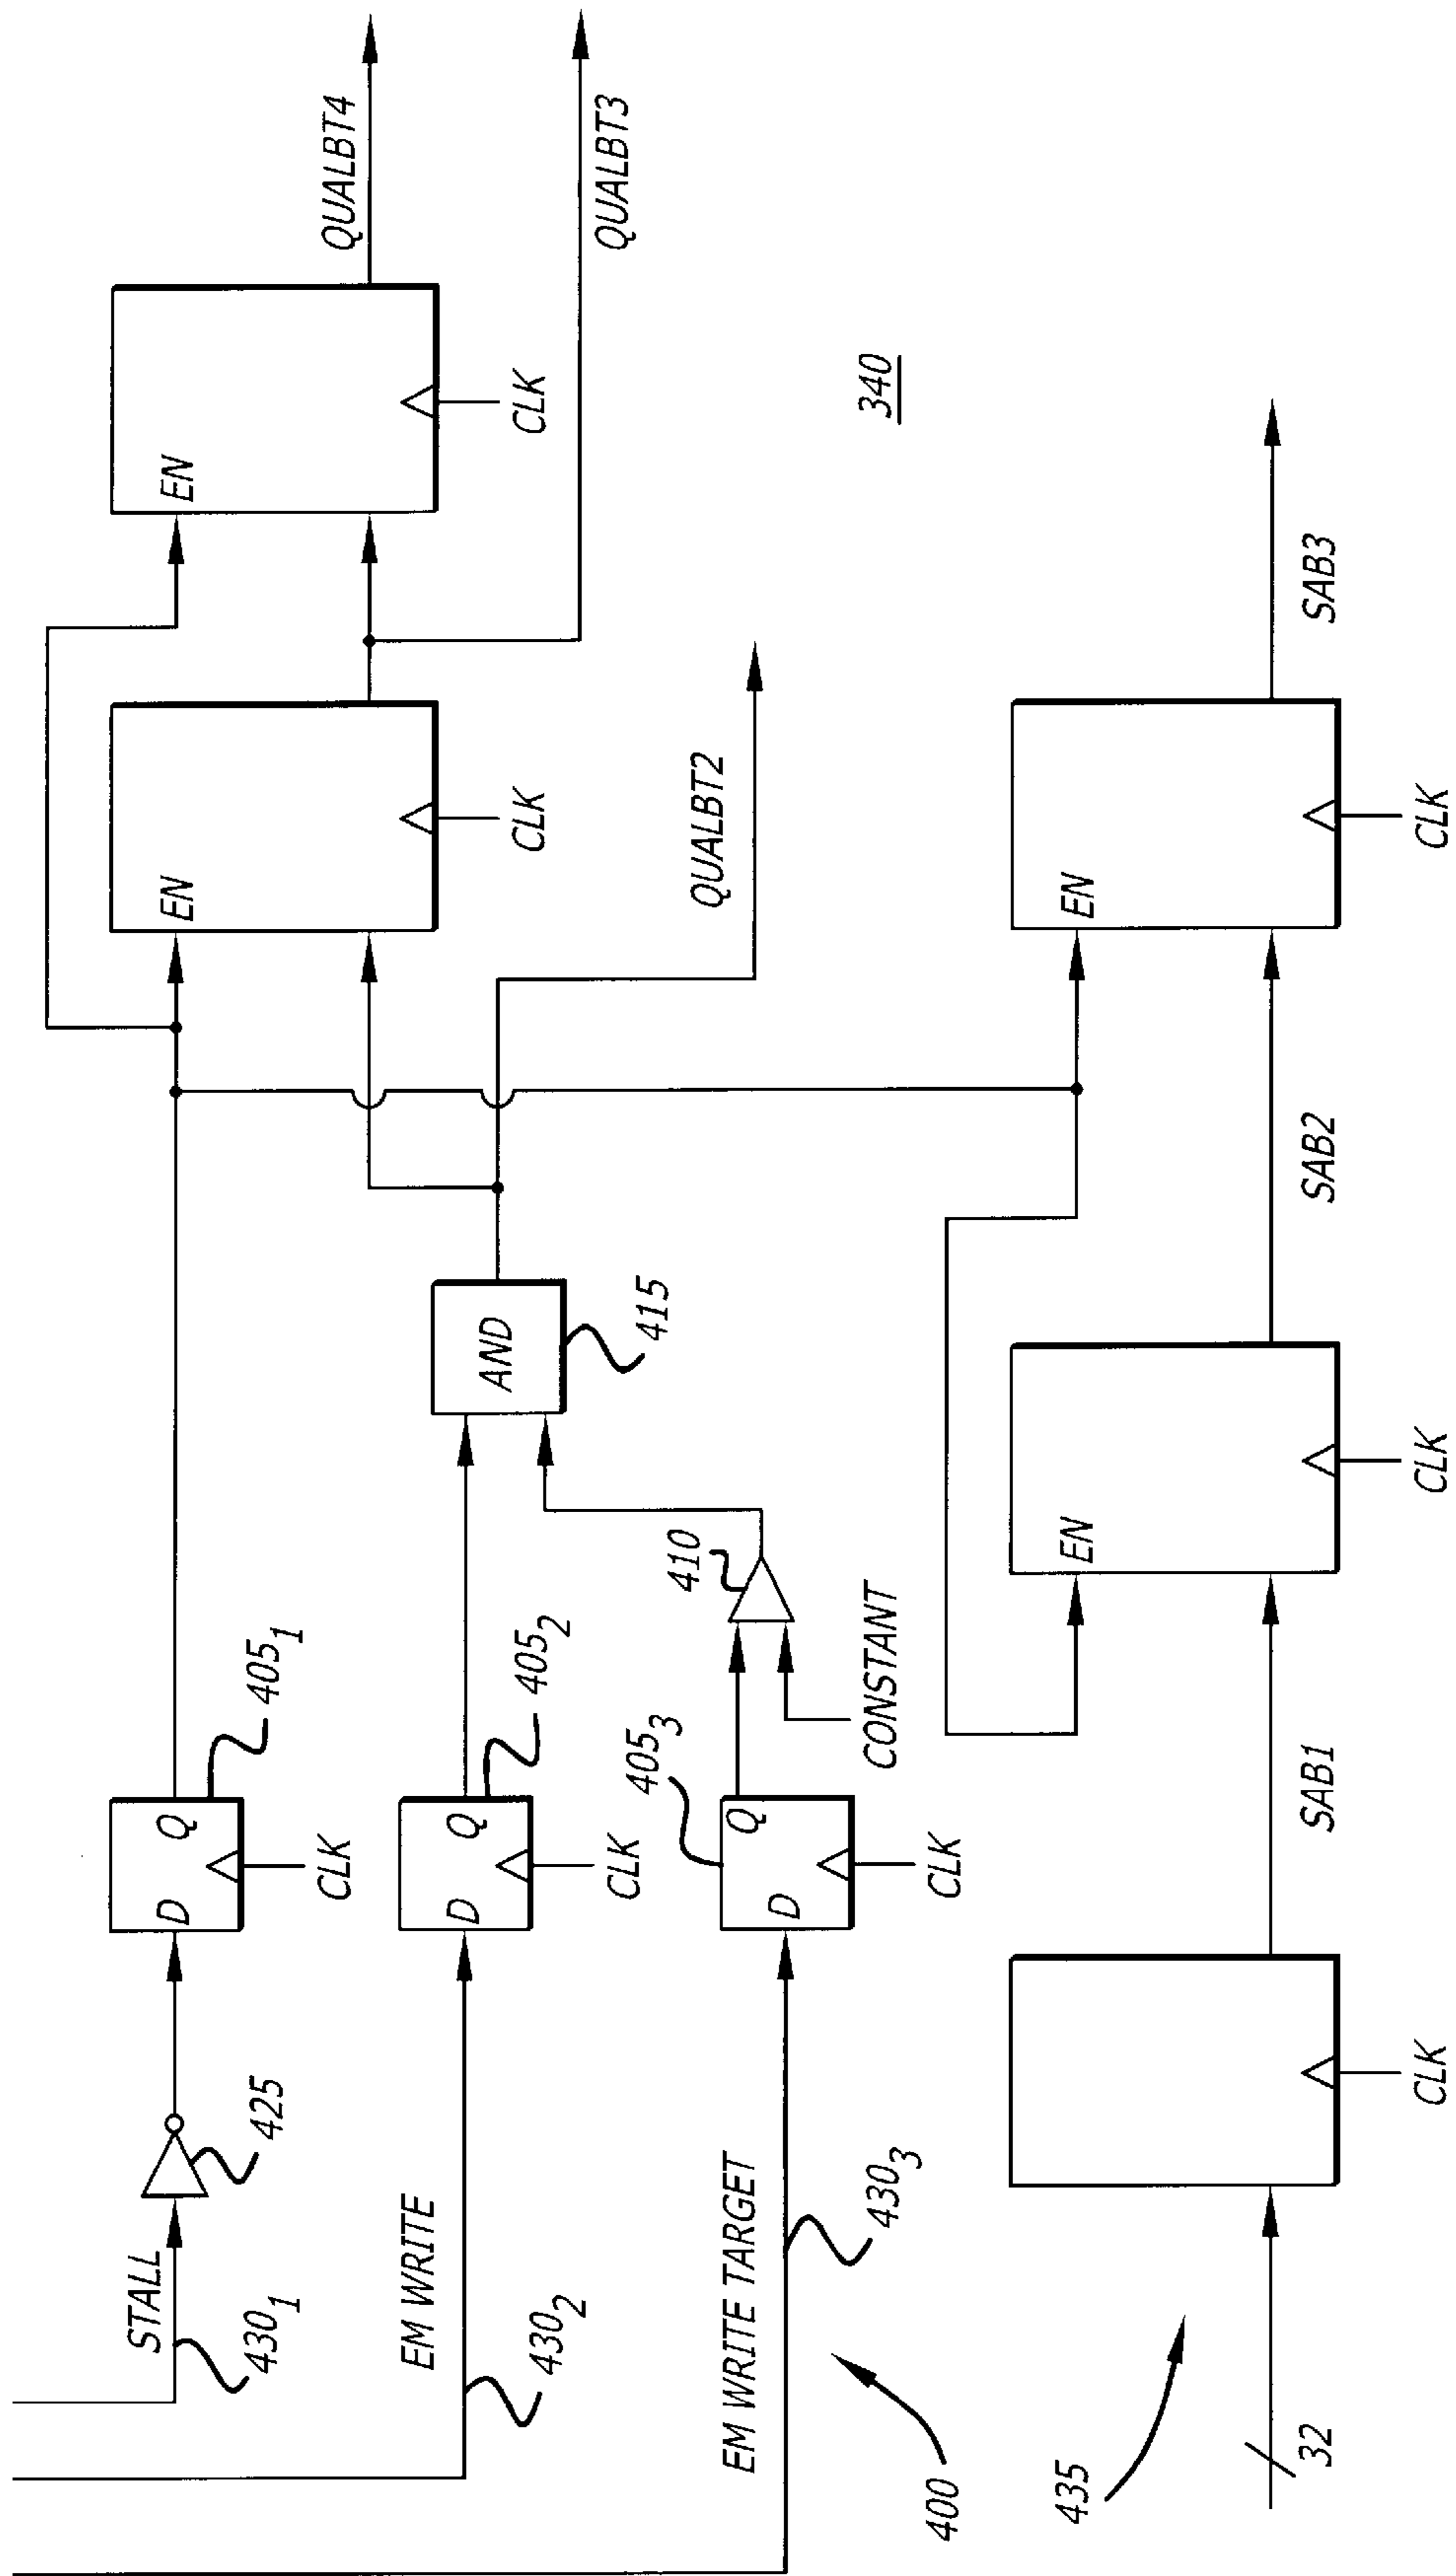 STALL
430₁
425
D
Q
CLK
405₁
EN
CLK
EN
CLK
QUALBT4
QUALBT3
EM WRITE
430₂
D
Q
CLK
405₂
AND
415
QUALBT2
EM WRITE TARGET
430₃
D
Q
CLK
405₃
410
CONSTANT
340
400
435
32
CLK
SAB1
EN
CLK
SAB2
EN
CLK
SAB3